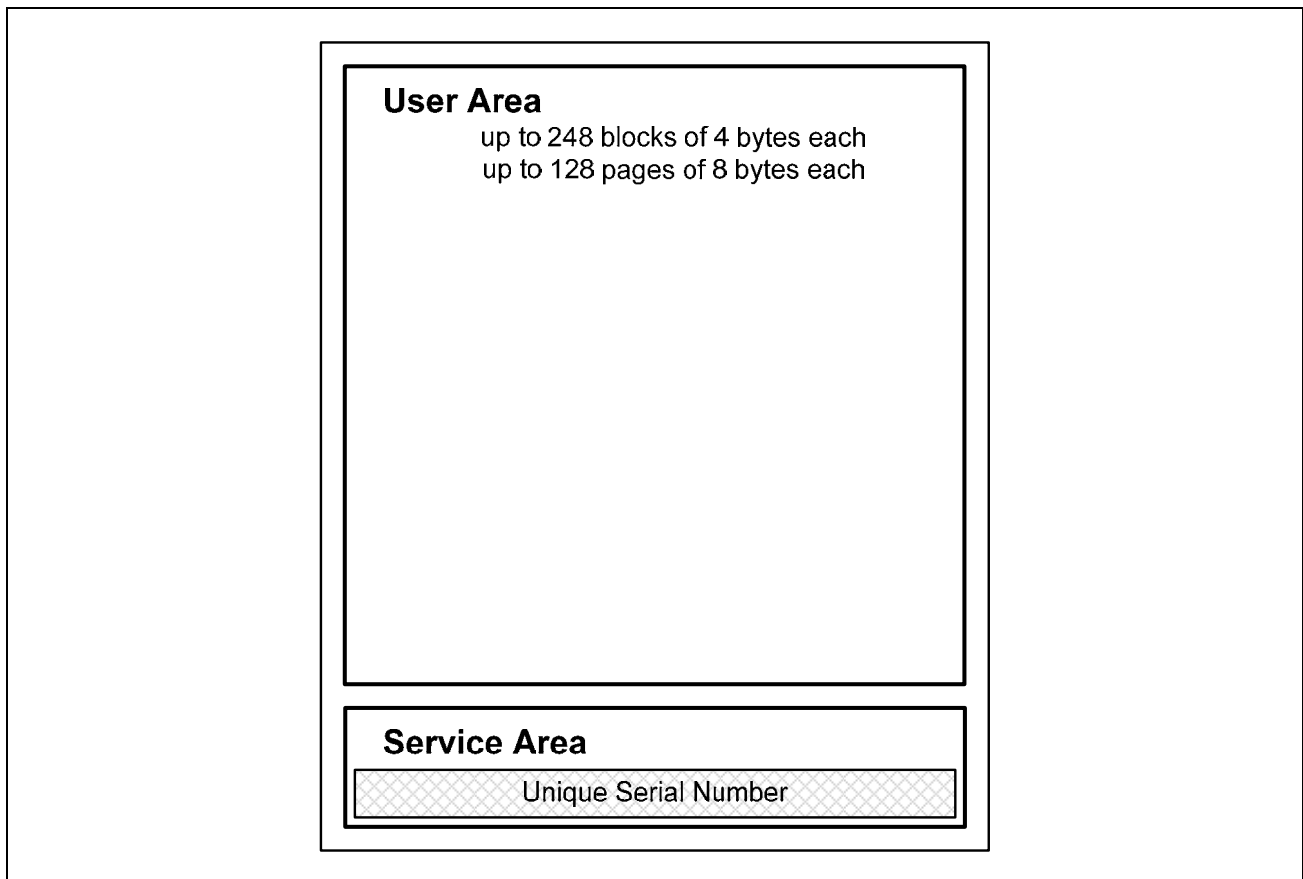 User Area
up to 248 blocks of 4 bytes each
up to 128 pages of 8 bytes each
Service Area
Unique Serial Number